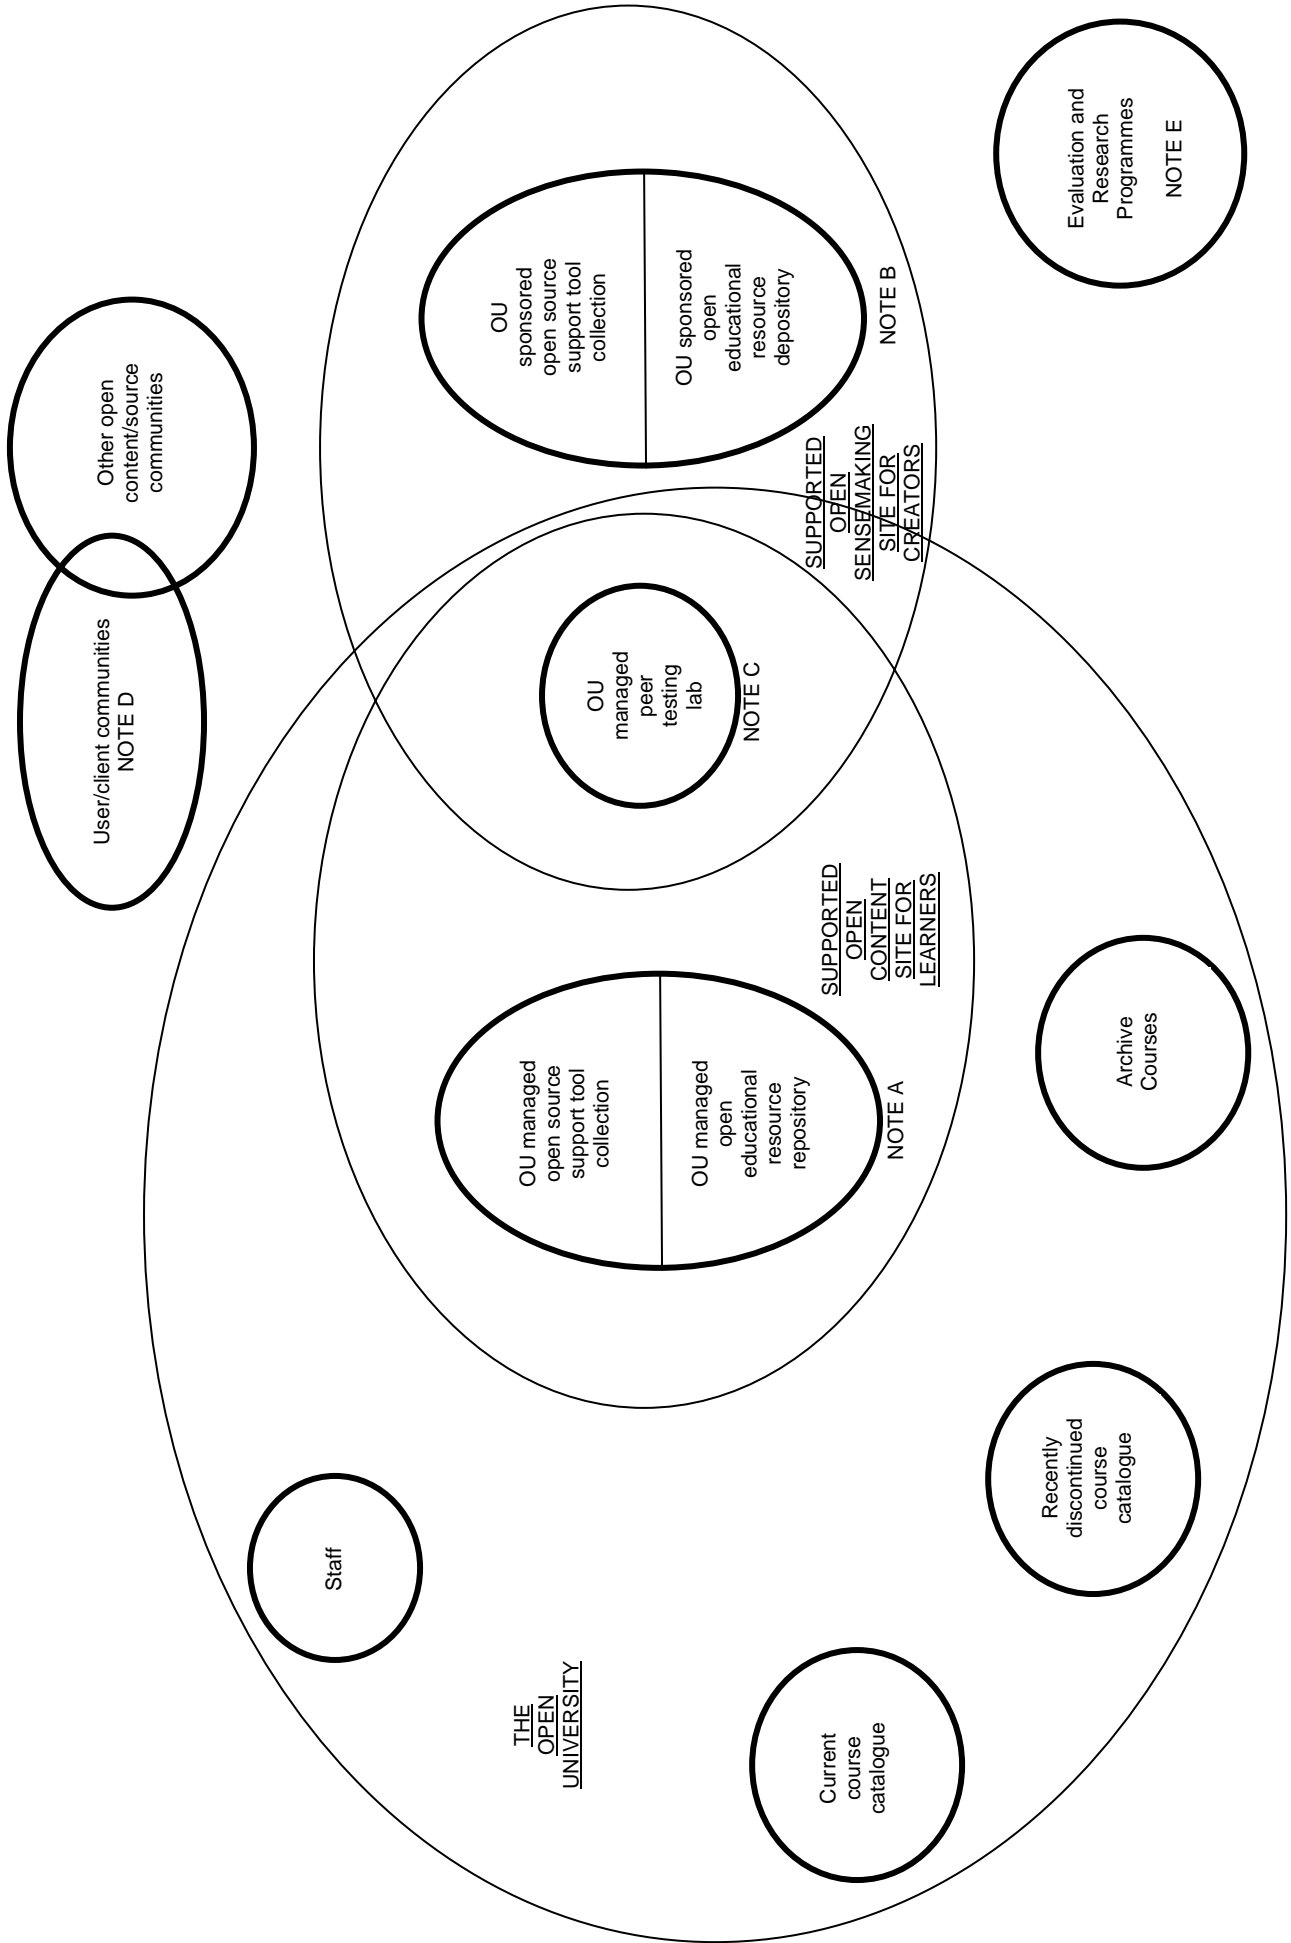 User/client communities
NOTE D
Other open
content/source
communities
Staff
THE
OPEN
UNIVERSITY
OU managed
open source
support tool
collection
OU managed
open
educational
resource
repository
NOTE A
OU
managed
peer
testing
lab
NOTE C
OU
sponsored
open source
support tool
collection
OU sponsored
open
educational
resource
depository
NOTE B
SUPPORTED
OPEN
CONTENT
SITE FOR
LEARNERS
SUPPORTED
OPEN
SENSEMAKING
SITE FOR
CREATORS
Current
course
catalogue
Recently
discontinued
course
catalogue
Archive
Courses
Evaluation and
Research
Programmes
NOTE E